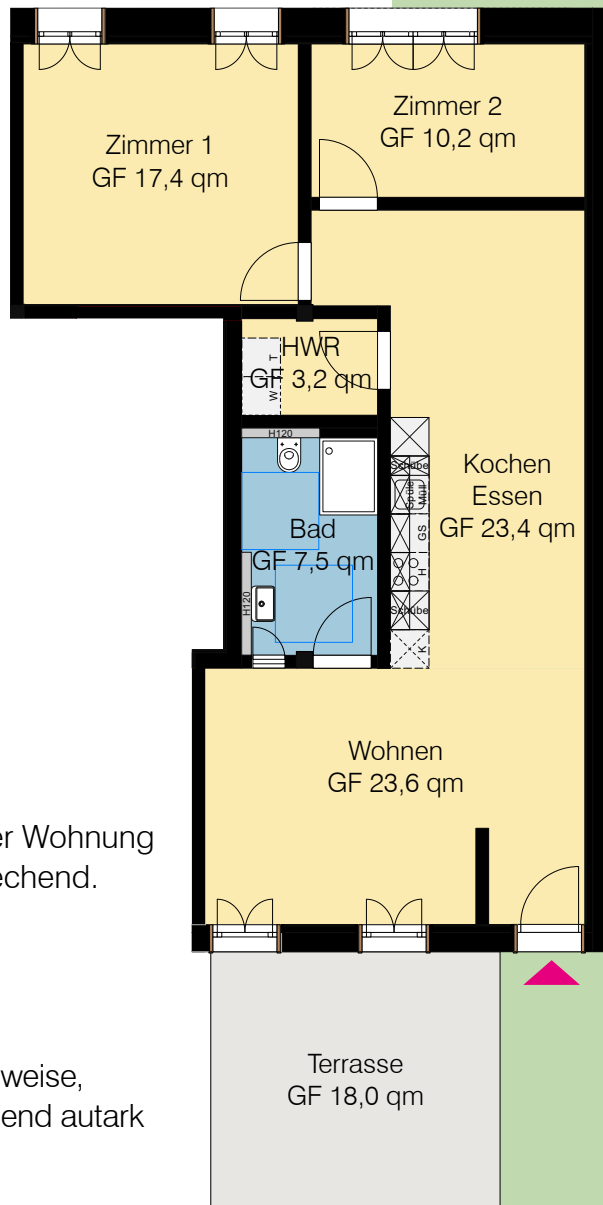 Zimmer 1
GF 17,4 qm
Zimmer 2
GF 10,2 qm
HWR
GF 3,2 qm
W T
H120
Bad
GF 7,5 qm
H120
Schübe
Spüle
Müll
GS
H
Schübe
K
Kochen
Essen
GF 23,4 qm
Wohnen
GF 23,6 qm
er Wohnung
echend.
weise,
end autark
Terrasse
GF 18,0 qm